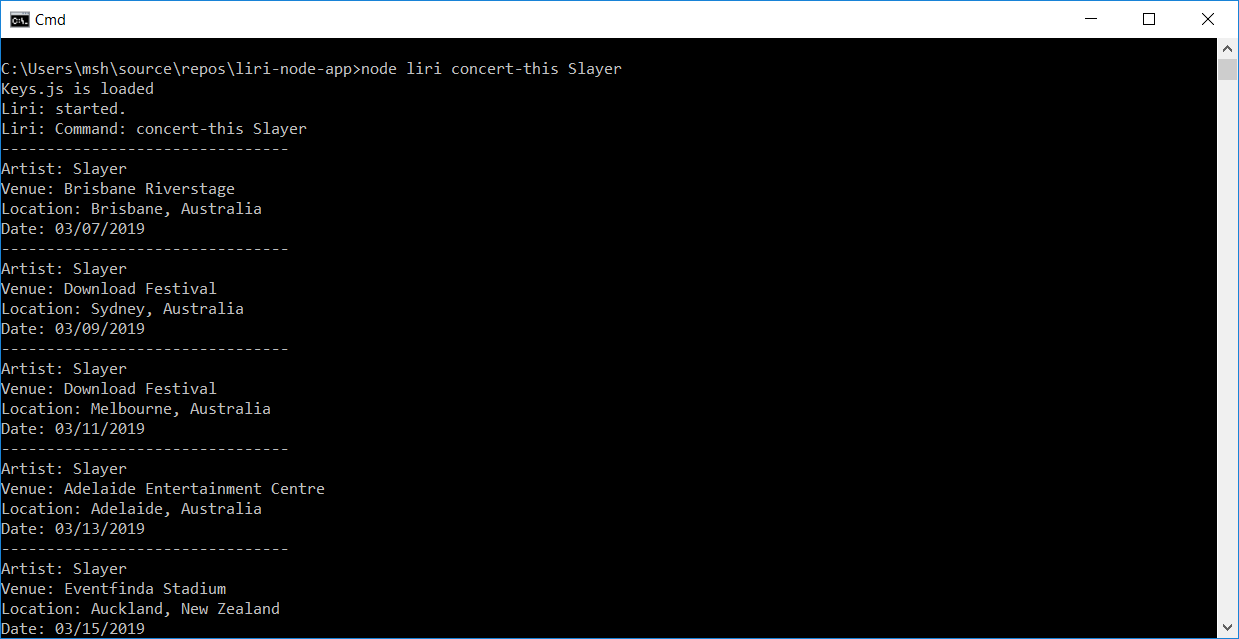 Cmd
C:\Users\msh\source\repos\liri-node-app>node liri concert-this Slayer
Keys.js is loaded
Liri: started.
Liri: Command: concert-this Slayer
--------------------------------
Artist: Slayer
Venue: Brisbane Riverstage
Location: Brisbane, Australia
Date: 03/07/2019
--------------------------------
Artist: Slayer
Venue: Download Festival
Location: Sydney, Australia
Date: 03/09/2019
--------------------------------
Artist: Slayer
Venue: Download Festival
Location: Melbourne, Australia
Date: 03/11/2019
--------------------------------
Artist: Slayer
Venue: Adelaide Entertainment Centre
Location: Adelaide, Australia
Date: 03/13/2019
--------------------------------
Artist: Slayer
Venue: Eventfinda Stadium
Location: Auckland, New Zealand
Date: 03/15/2019